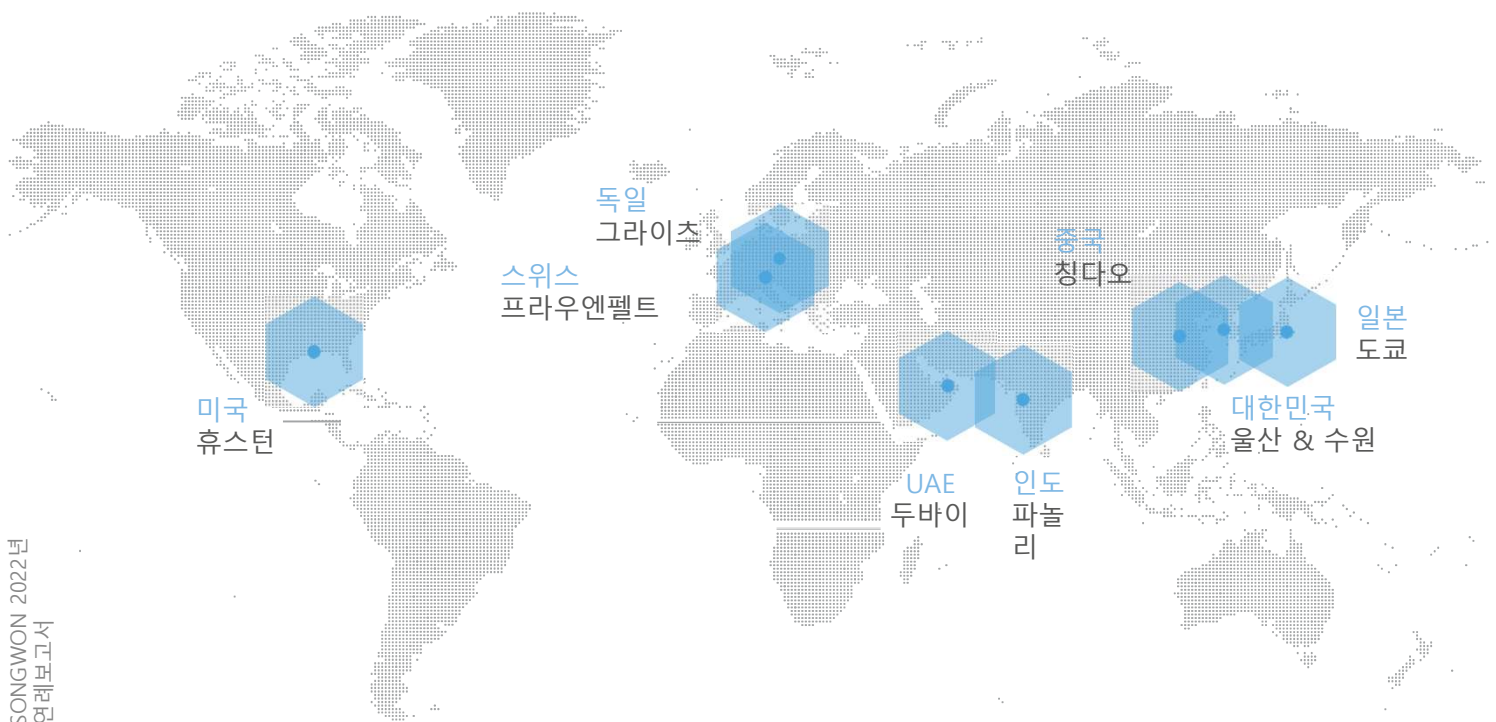 독일
그라이츠
스위스
프라우엔펠트
중국
칭다오
일본
도쿄
미국
휴스턴
대한민국
울산 & 수원
UAE
두바이
인도
파놀
리
SONGWON 2022년
연례보고서